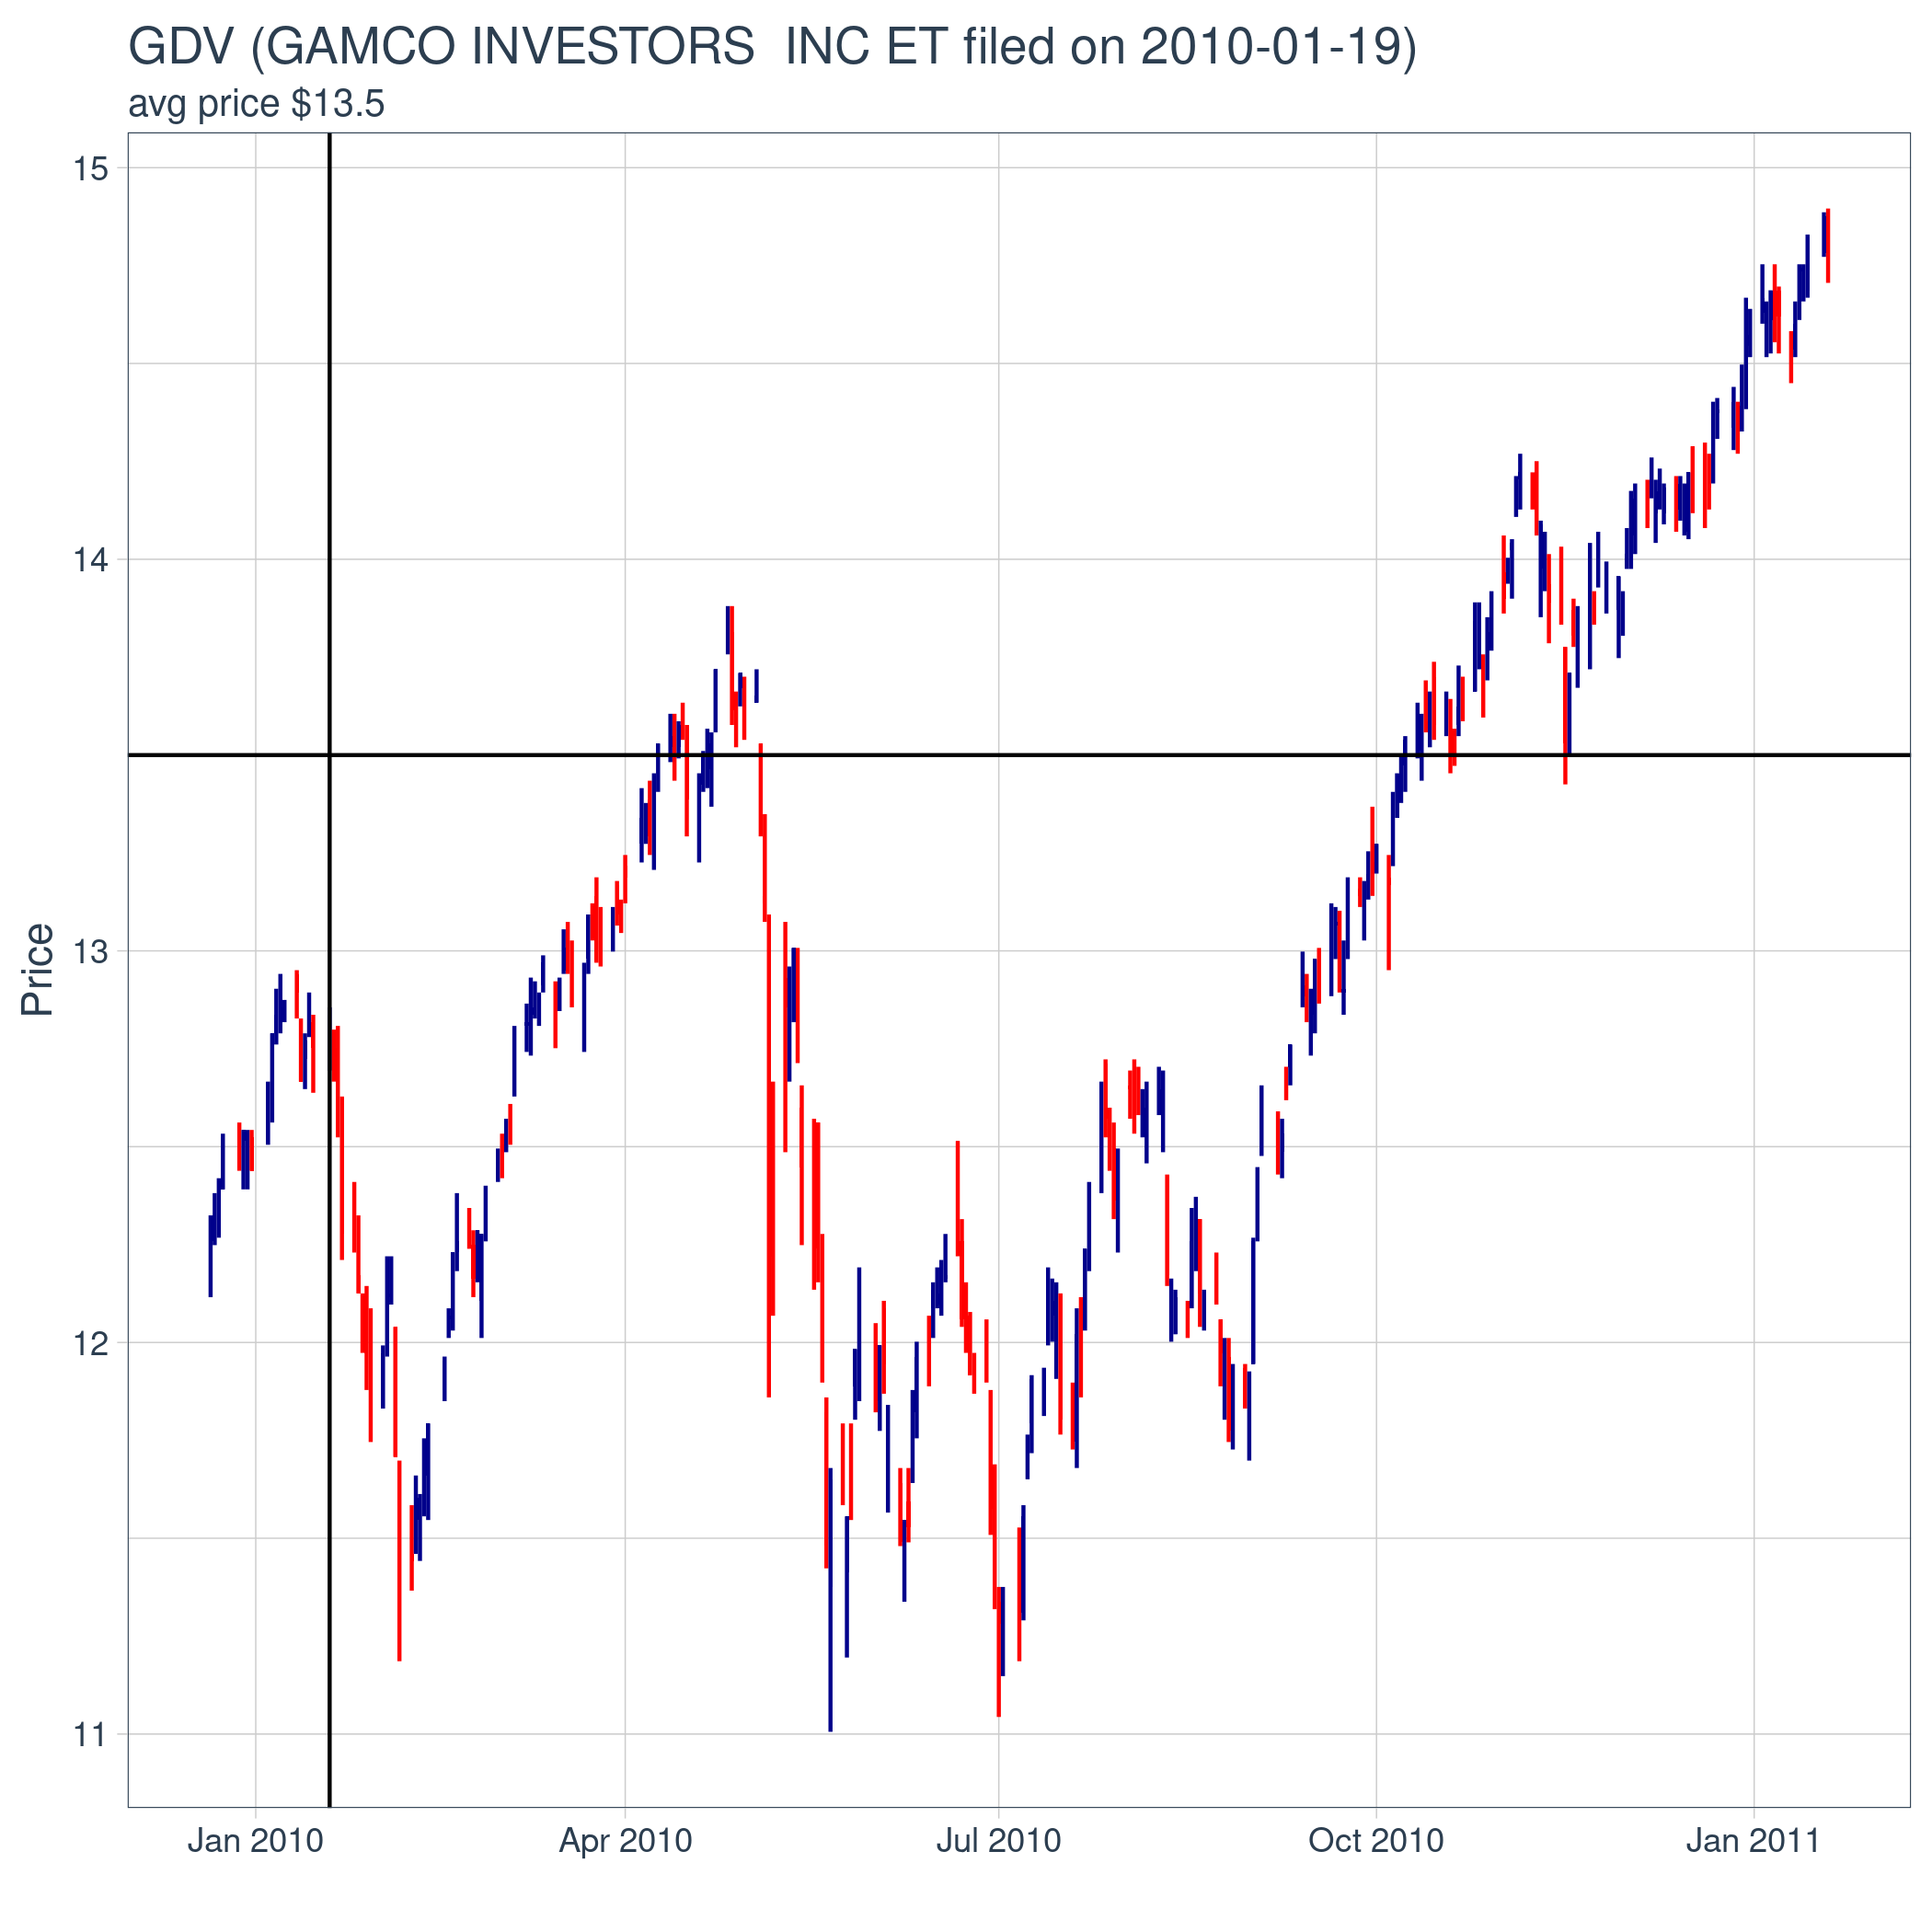 GDV (GAMCO INVESTORS  INC ET filed on 2010-01-19)
avg price $13.5
15
14
13
12
11
Price
Jan 2010
Apr 2010
Jul 2010
Oct 2010
Jan 2011